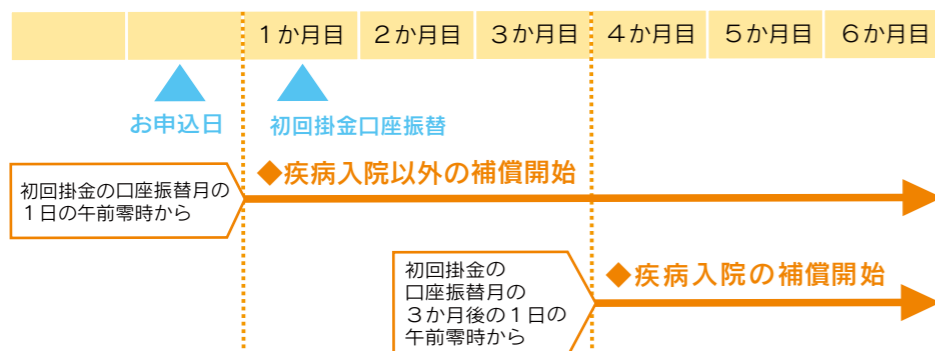 １か月目 ２か月目 ３か月目 ４か月目 ５か月目 ６か月目
お申込日
初回掛金口座振替
初回掛金の口座振替月の
１日の午前零時から
◆疾病入院以外の補償開始
初回掛金の
口座振替月の
３か月後の１日の
午前零時から
◆疾病入院の補償開始